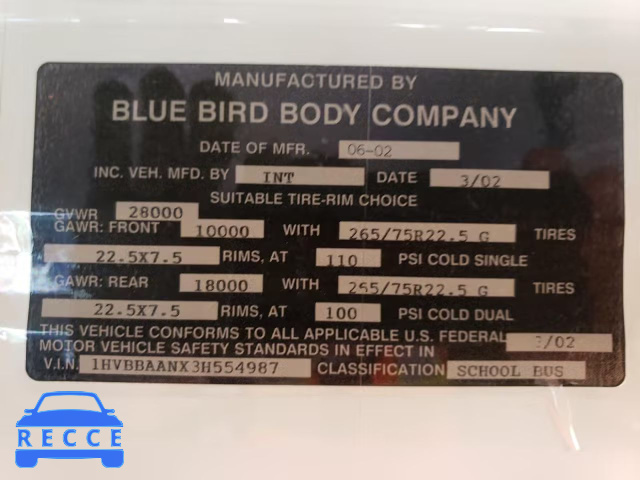 MANUFACTURED BY
BLUE BIRD BODY COMPANY
DATE OF MFR. 06-02
INC. VEH. MFD. BY INT DATE 3/02
SUITABLE TIRE-RIM CHOICE
GVWR 28000
GAWR: FRONT 10000 WITH 265/75R22.5 G TIRES
22.5X7.5 RIMS, AT 110 PSI COLD SINGLE
GAWR: REAR 18000 WITH 265/75R22.5 G TIRES
22.5X7.5 RIMS, AT 100 PSI COLD DUAL
THIS VEHICLE CONFORMS TO ALL APPLICABLE U.S. FEDERAL 3/02
MOTOR VEHICLE SAFETY STANDARDS IN EFFECT IN
V.I.N. 1HVBBAANX3H554987 CLASSIFICATION SCHOOL BUS
RECCE